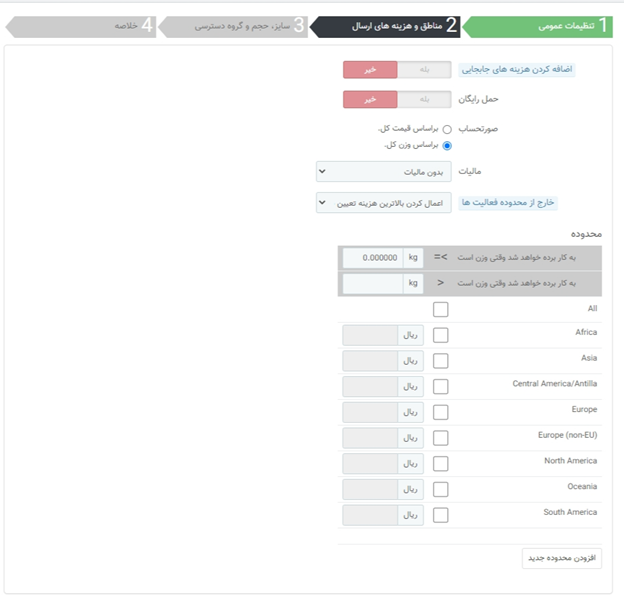 1 تنظیمات عمومی
2 مناطق و هزینه های ارسال
3 سایز، حجم و گروه دسترسی
4 خلاصه
اضافه کردن هزینه های جابجایی
بله خیر
حمل رایگان
بله خیر
صورتحساب
براساس قیمت کل.
براساس وزن کل.
مالیات
بدون مالیات
خارج از محدوده فعالیت ها
اعمال کردن بالاترین هزینه تعیین
محدوده
به کار برده خواهد شد وقتی وزن است >= kg 0.000000
به کار برده خواهد شد وقتی وزن است < kg
All
Africa ریال
Asia ریال
Central America/Antilla ریال
Europe ریال
Europe (non-EU) ریال
North America ریال
Oceania ریال
South America ریال
افزودن محدوده جدید